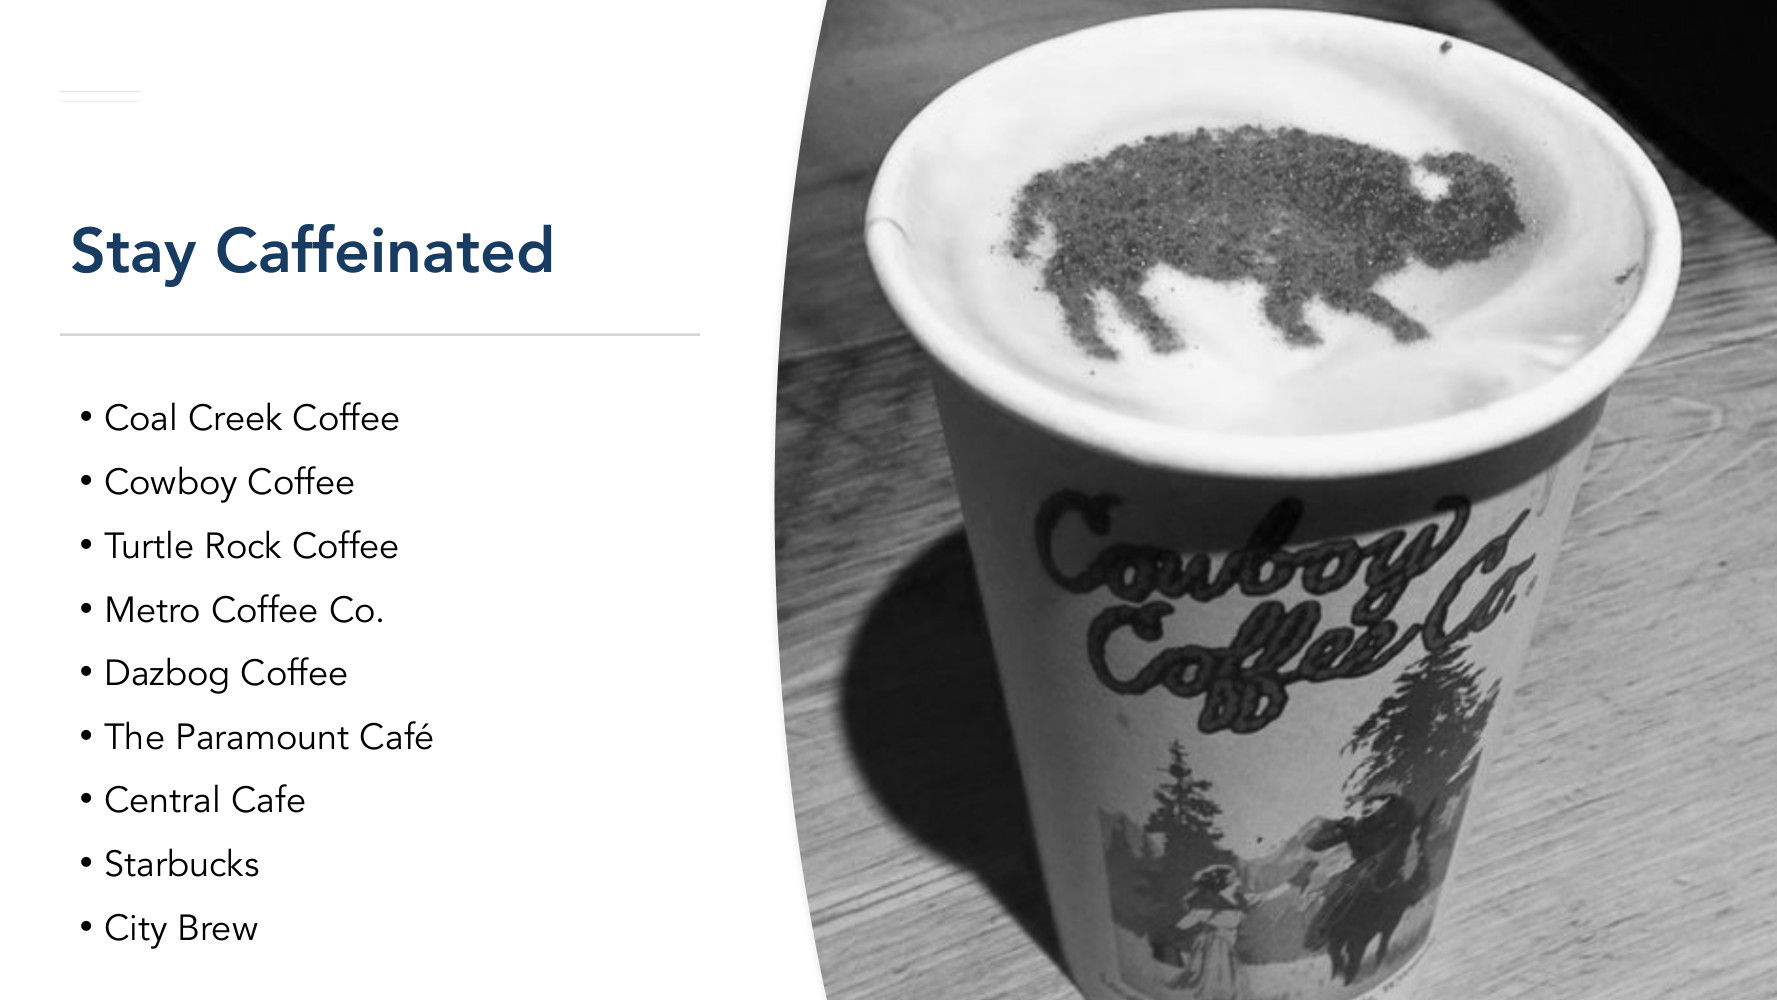 Stay Caffeinated
• Coal Creek Coffee
• Cowboy Coffee
• Turtle Rock Coffee
• Metro Coffee Co.
• Dazbog Coffee
• The Paramount Café
• Central Cafe
• Starbucks
• City Brew
Cowboy
Coffee Co.